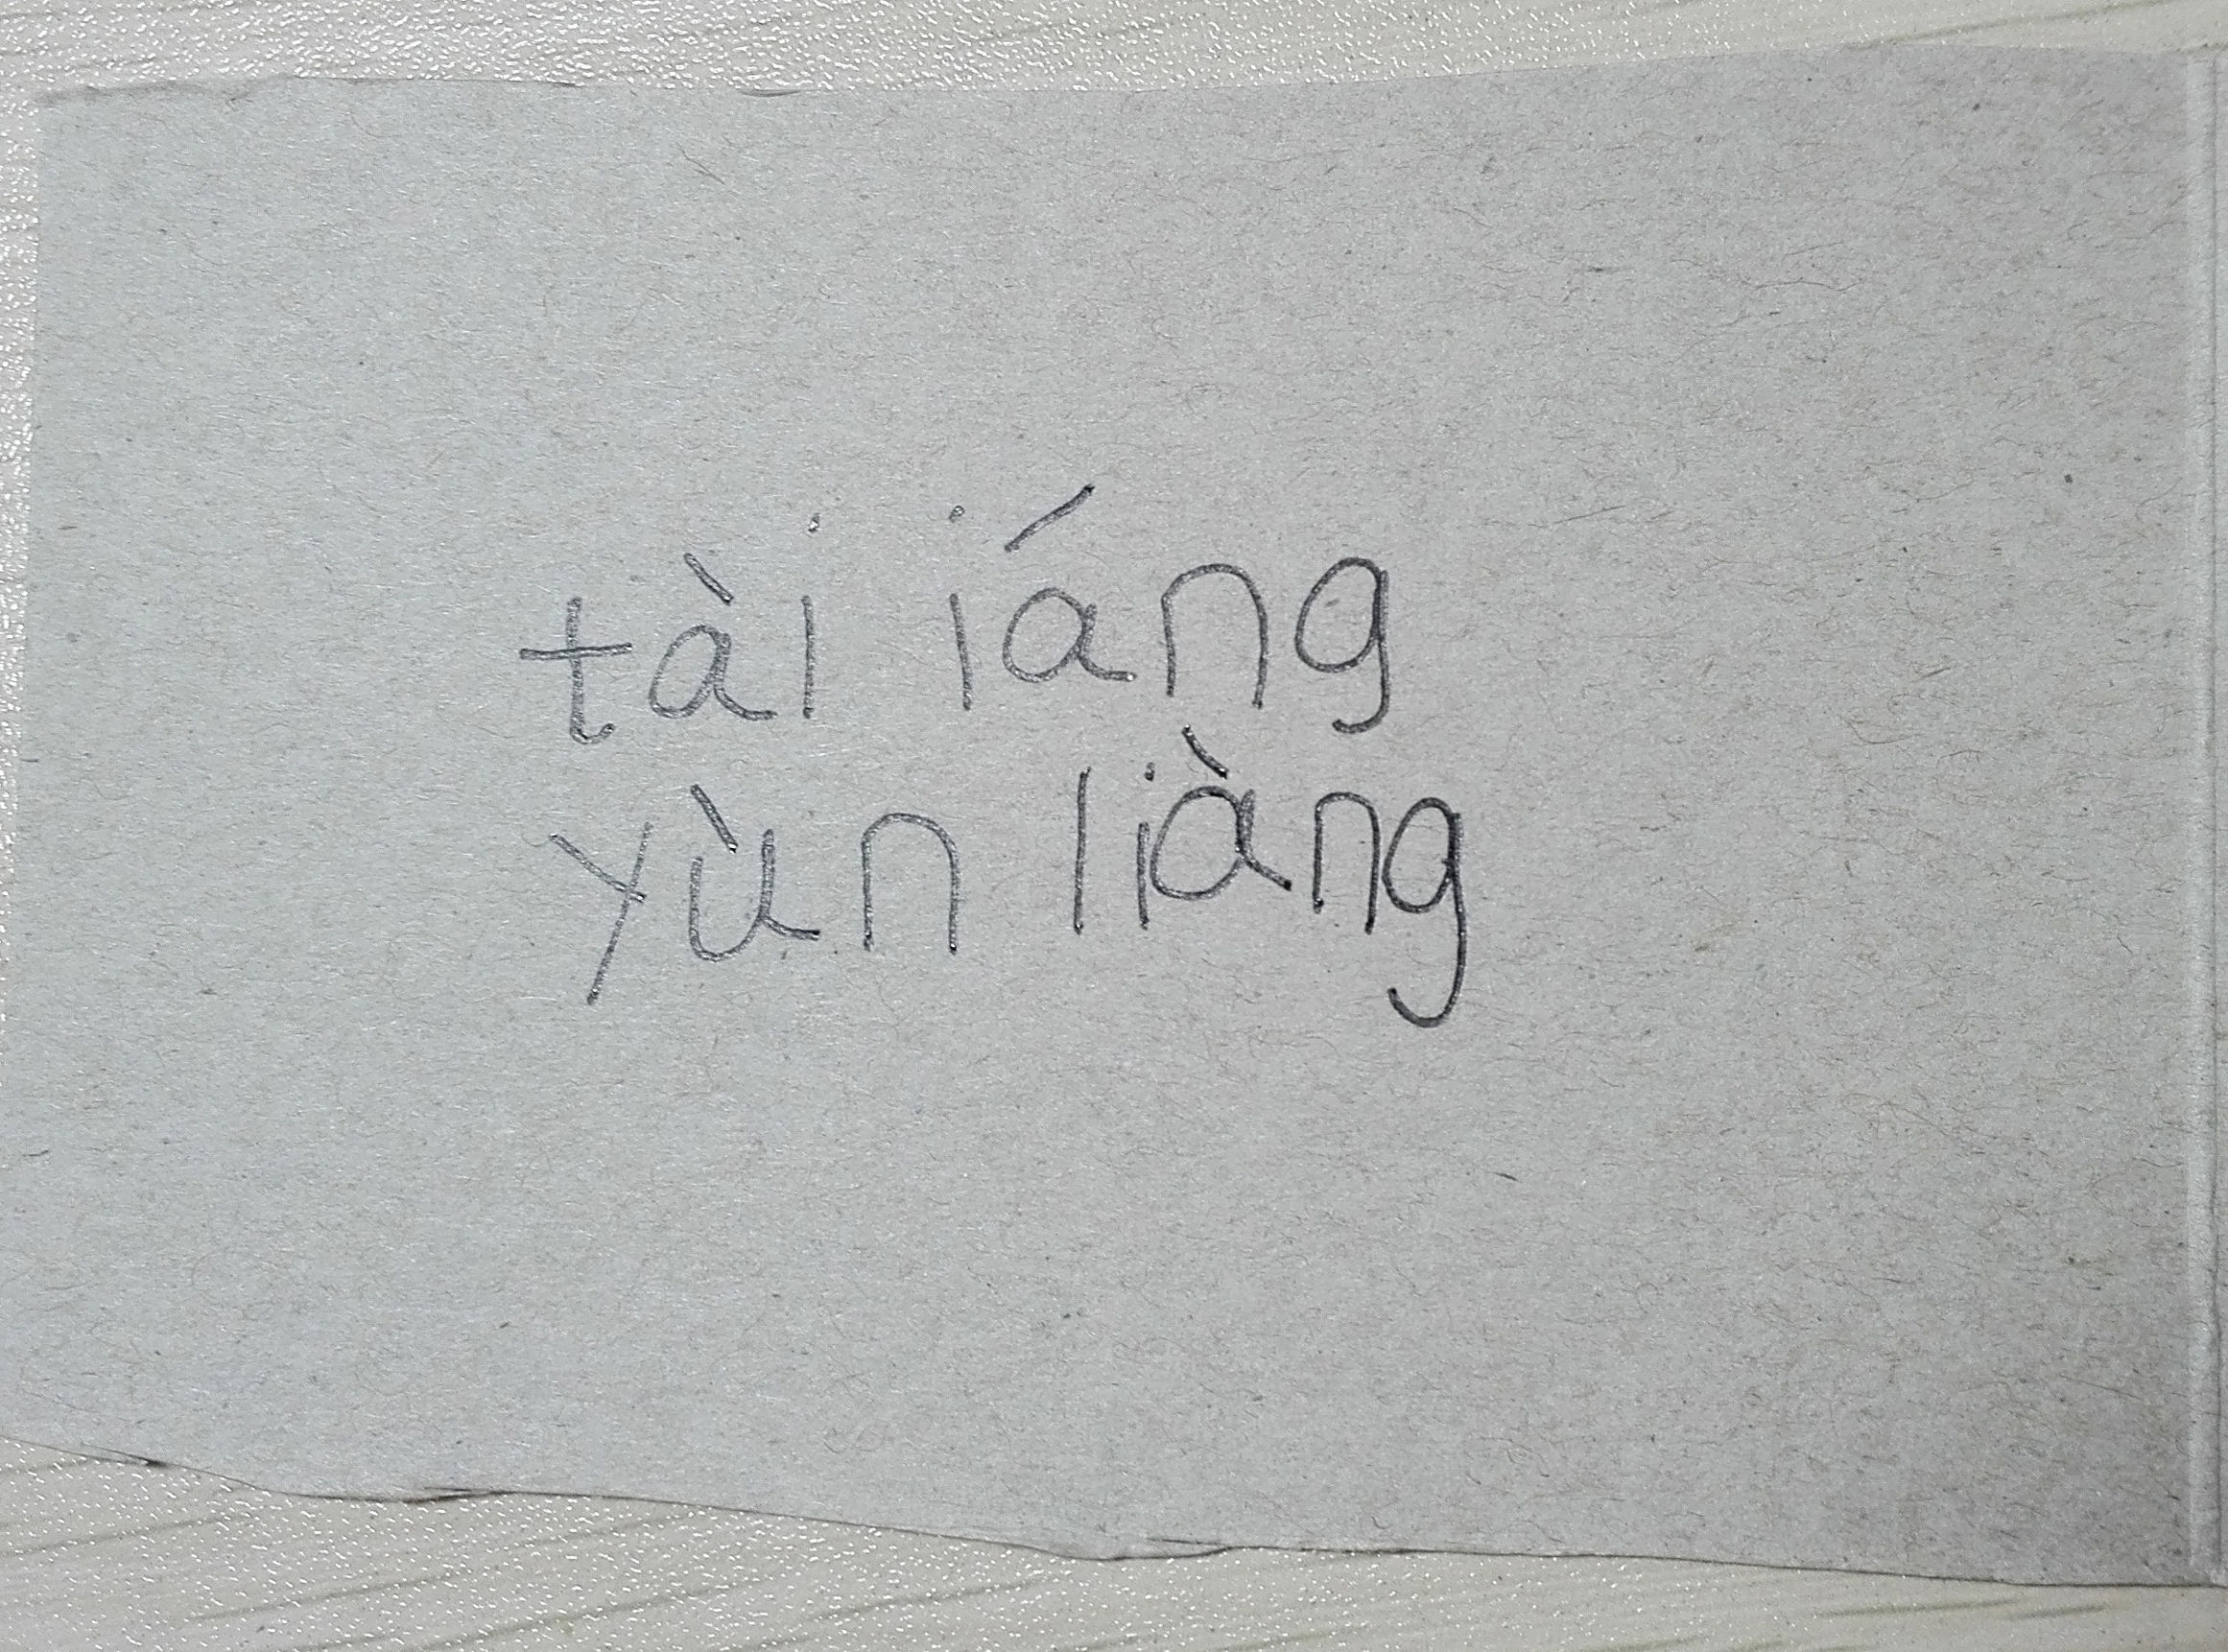 tài iáng
yùn liàng